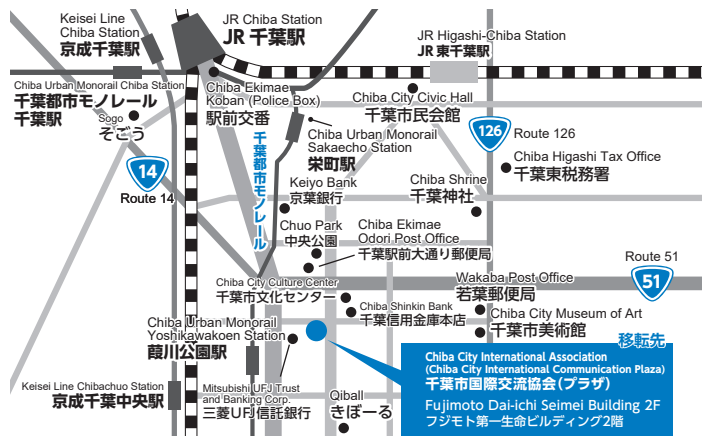 Keisei Line
Chiba Station
京成千葉駅
JR Chiba Station
JR 千葉駅
JR Higashi-Chiba Station
JR 東千葉駅
Chiba Urban Monorail Chiba Station
千葉都市モノレール
千葉駅
Sogo
そごう
Chiba Ekimae
Koban (Police Box)
駅前交番
Chiba City Civic Hall
千葉市民会館
Chiba Urban Monorail
Sakaecho Station
栄町駅
126
Route 126
Chiba Higashi Tax Office
千葉東税務署
14
Route 14
千葉都市モノレール
Keiyo Bank
京葉銀行
Chiba Shrine
千葉神社
Chuo Park
中央公園
Chiba Ekimae
Odori Post Office
千葉駅前大通り郵便局
Route 51
51
Chiba City Culture Center
千葉市文化センター
Wakaba Post Office
若葉郵便局
Chiba Shinkin Bank
千葉信用金庫本店
Chiba City Museum of Art
千葉市美術館
Chiba Urban Monorail
Yoshikawakoen Station
葭川公園駅
移転先
Chiba City International Association
(Chiba City International Communication Plaza)
千葉市国際交流協会(プラザ)
Fujimoto Dai-ichi Seimei Building 2F
フジモト第一生命ビルディング2階
Keisei Line Chibachuo Station
京成千葉中央駅
Mitsubishi UFJ Trust
and Banking Corp.
三菱UFJ信託銀行
Qiball
きぼーる